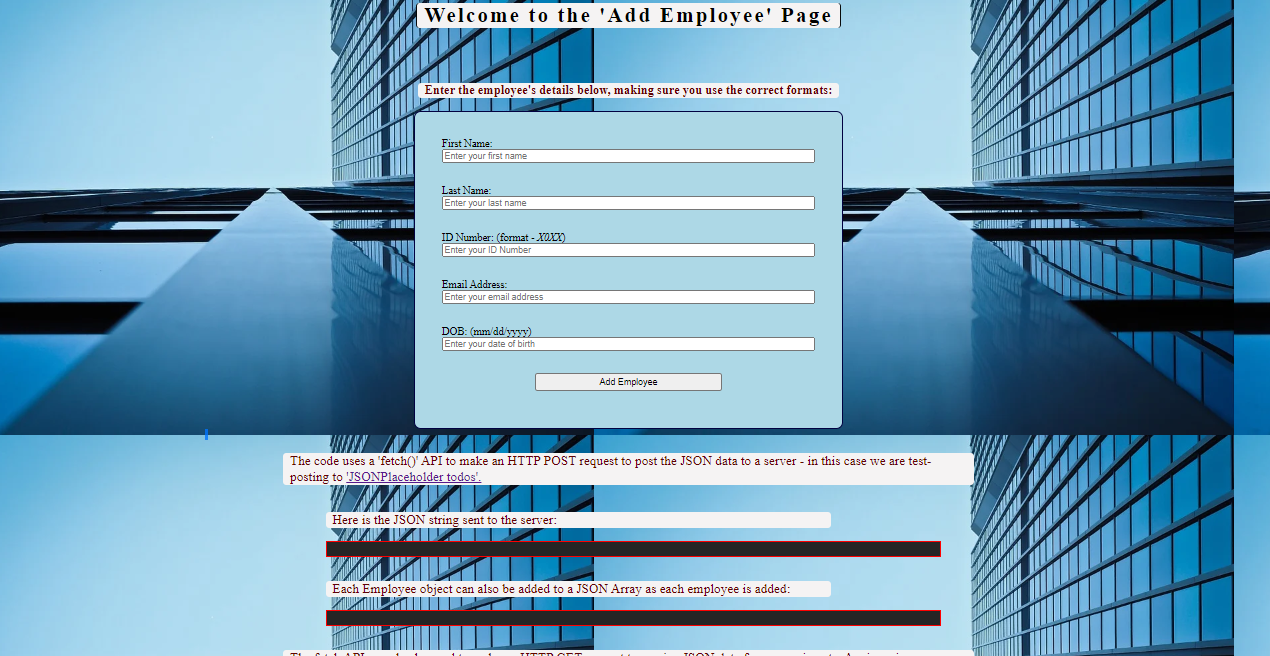 Welcome to the 'Add Employee' Page
Enter the employee's details below, making sure you use the correct formats:
First Name:
Enter your first name
Last Name:
Enter your last name
ID Number: (format - X0XX)
Enter your ID Number
Email Address:
Enter your email address
DOB: (mm/dd/yyyy)
Enter your date of birth
Add Employee
The code uses a 'fetch()' API to make an HTTP POST request to post the JSON data to a server - in this case we are test-
posting to 'JSONPlaceholder todos'.
Here is the JSON string sent to the server:
Each Employee object can also be added to a JSON Array as each employee is added: